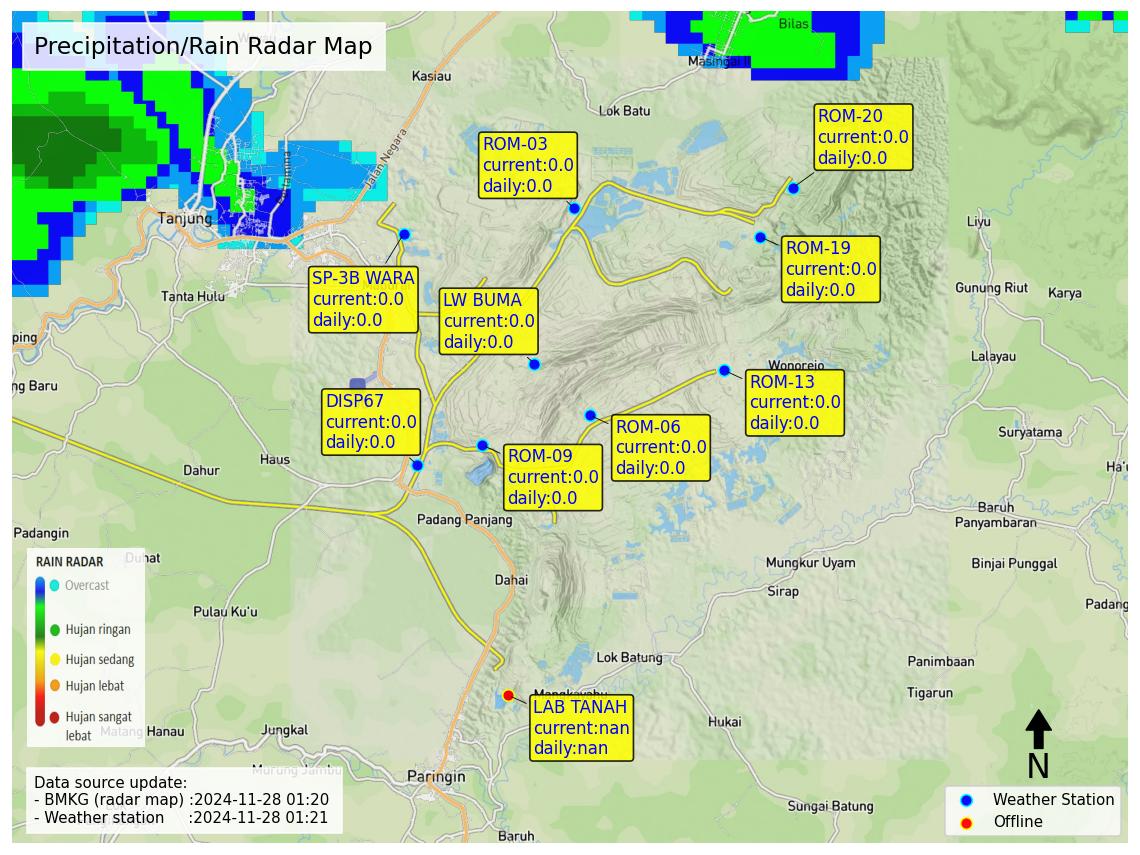 Precipitation/Rain Radar Map
Bilas
Masingai II
Kasiau
Lok Batu
ROM-20
current:0.0
daily:0.0
ROM-03
current:0.0
daily:0.0
Jalan Negara
Tanjung
Liyu
ROM-19
current:0.0
daily:0.0
SP-3B WARA
current:0.0
daily:0.0
LW BUMA
current:0.0
daily:0.0
Tanta Hulu
Gunung Riut
Karya
ping
Lalayau
Wonorejo
ng Baru
ROM-13
current:0.0
daily:0.0
DISP67
current:0.0
daily:0.0
ROM-06
current:0.0
daily:0.0
Suryatama
ROM-09
current:0.0
daily:0.0
Haus
Dahur
Ha'u
Baruh
Panyambaran
Padang Panjang
Padangin
Duhat
Mungkur Uyam
Binjai Punggal
Dahai
Sirap
Padang
Pulau Ku'u
RAIN RADAR
Overcast
Hujan ringan
Hujan sedang
Hujan lebat
Hujan sangat
lebat
Lok Batung
Panimbaan
Tigarun
Mangkayahu
LAB TANAH
current:nan
daily:nan
Hukai
Matang Hanau
Jungkal
Murung Jambu
Paringin
N
Data source update:
- BMKG (radar map) :2024-11-28 01:20
- Weather station :2024-11-28 01:21
Sungai Batung
Baruh
Weather Station
Offline